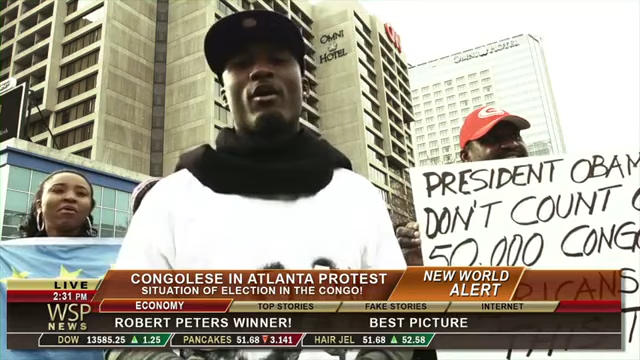 OMNI
HOTEL
CNN
OMNI HOTEL
PRESIDENT OBAM
DON'T COUNT O
50,000 CONGO
RICANS
LIVE
2:31 PM
WSP
NEWS
CONGOLESE IN ATLANTA PROTEST
SITUATION OF ELECTION IN THE CONGO!
NEW WORLD
ALERT
ECONOMY
TOP STORIES
FAKE STORIES
INTERNET
ROBERT PETERS WINNER!
BEST PICTURE
DOW 13585.25 ▲ 1.25 PANCAKES 51.68 ▼ 3.141 HAIR JEL 51.68 ▲ 52.58